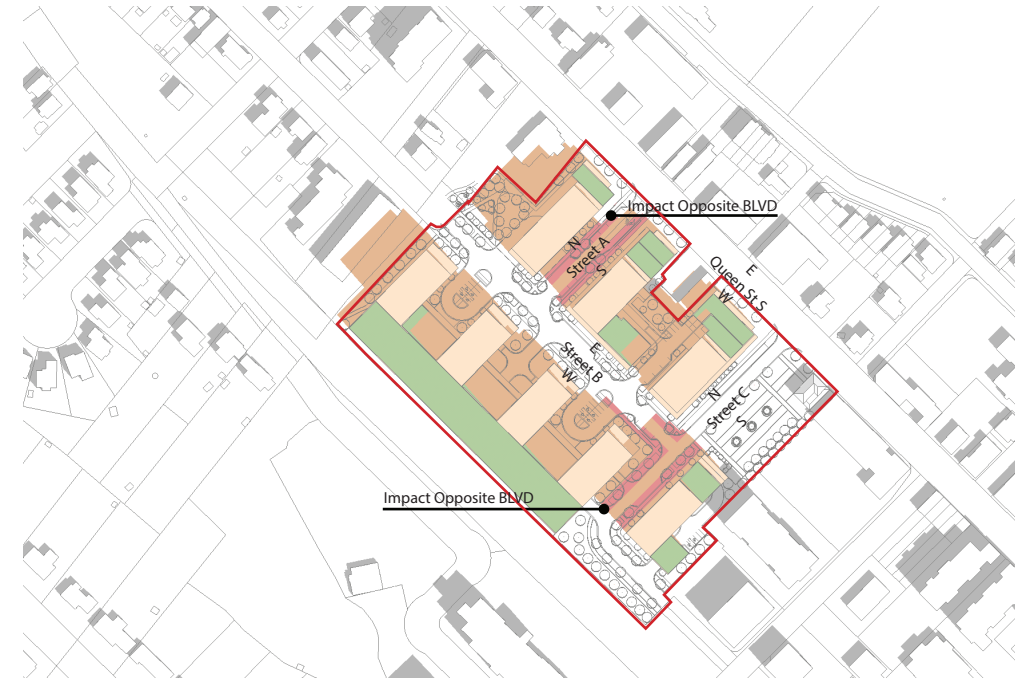 Impact Opposite BLVD
N
Street A
S
E
Queen St S
W
E
Street B
W
N
Street C
S
Impact Opposite BLVD